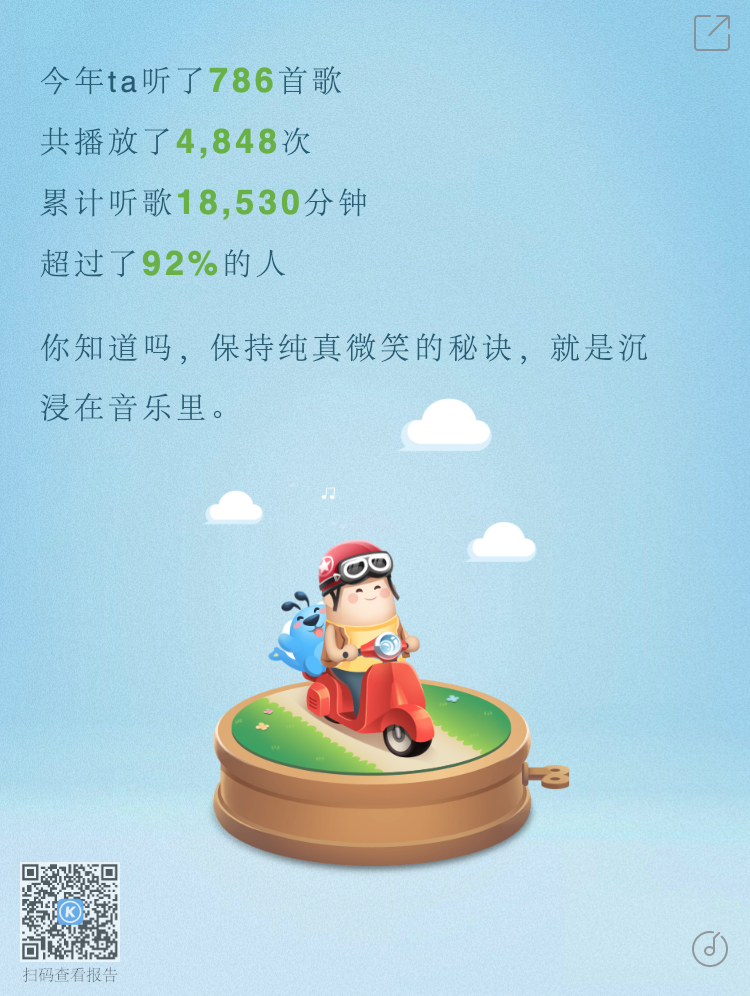 今年ta听了786首歌
共播放了4,848次
累计听歌18,530分钟
超过了92%的人
你知道吗，保持纯真微笑的秘诀，就是沉
浸在音乐里。
K
扫码查看报告